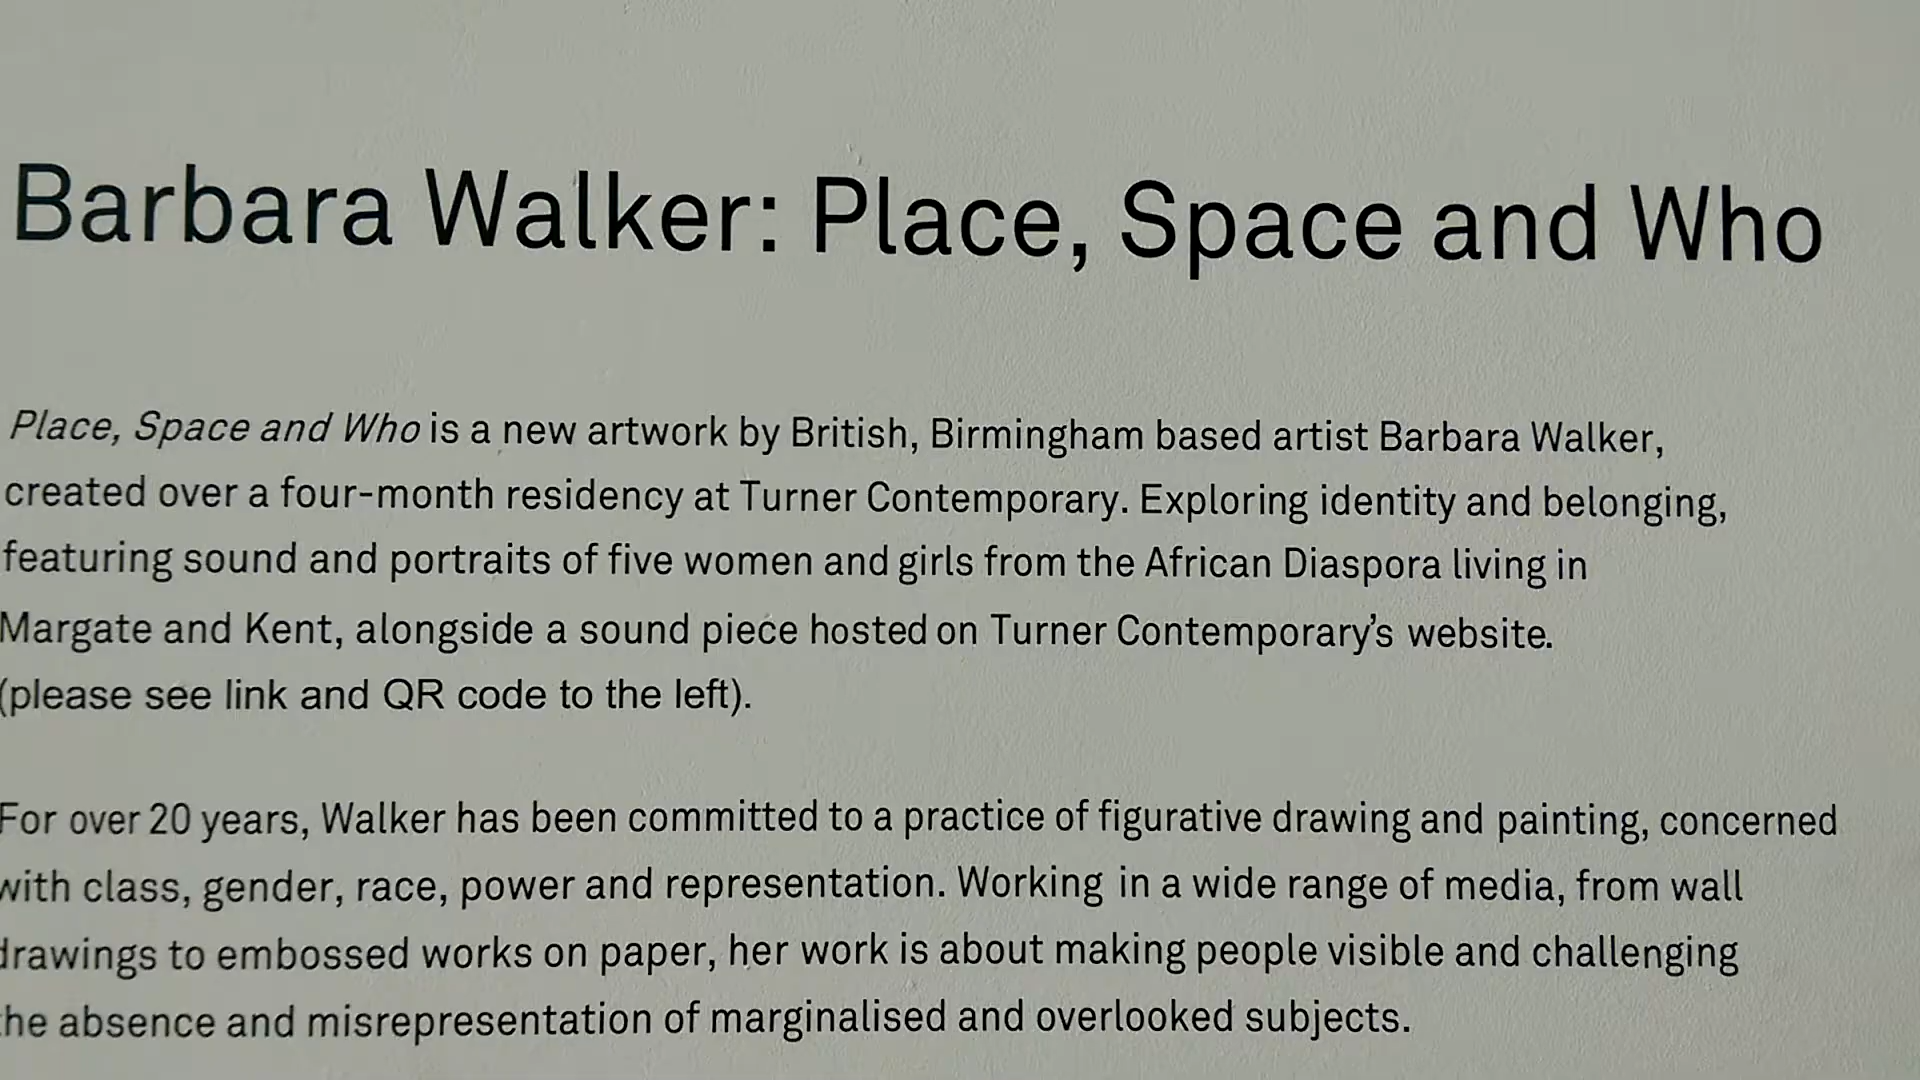 Barbara Walker: Place, Space and Who
Place, Space and Who is a new artwork by British, Birmingham based artist Barbara Walker,
created over a four-month residency at Turner Contemporary. Exploring identity and belonging,
featuring sound and portraits of five women and girls from the African Diaspora living in
Margate and Kent, alongside a sound piece hosted on Turner Contemporary's website.
(please see link and QR code to the left).
For over 20 years, Walker has been committed to a practice of figurative drawing and painting, concerned
with class, gender, race, power and representation. Working in a wide range of media, from wall
drawings to embossed works on paper, her work is about making people visible and challenging
the absence and misrepresentation of marginalised and overlooked subjects.